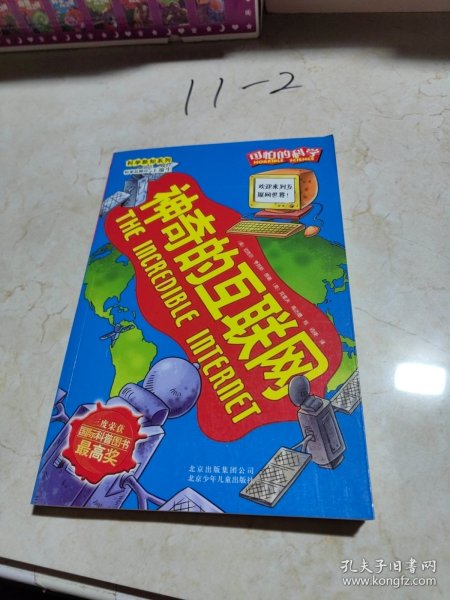 11-2
可怕的科学
HORRIBLE SCIENCE
科学新知系列
欢迎来到万
维网世界!
神奇的互联网
THE INCREDIBLE INTERNET
三度荣获
国际科普图书
最高奖
北京出版集团公司
北京少年儿童出版社
孔夫子旧书网
www.kongfz.com